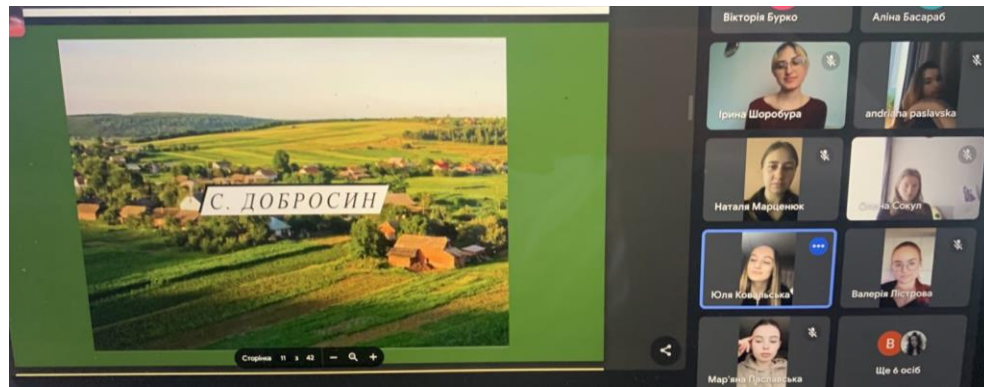 С. ДОБРОСИН
Сторінка 11 з 42
Вікторія Бурко
Аліна Басараб
Ірина Шоробура
andriana paslavska
Наталя Марценюк
Сокул
Юля Ковальська
Валерія Лістрова
Мар'яна Паславська
В
Ще 6 осіб